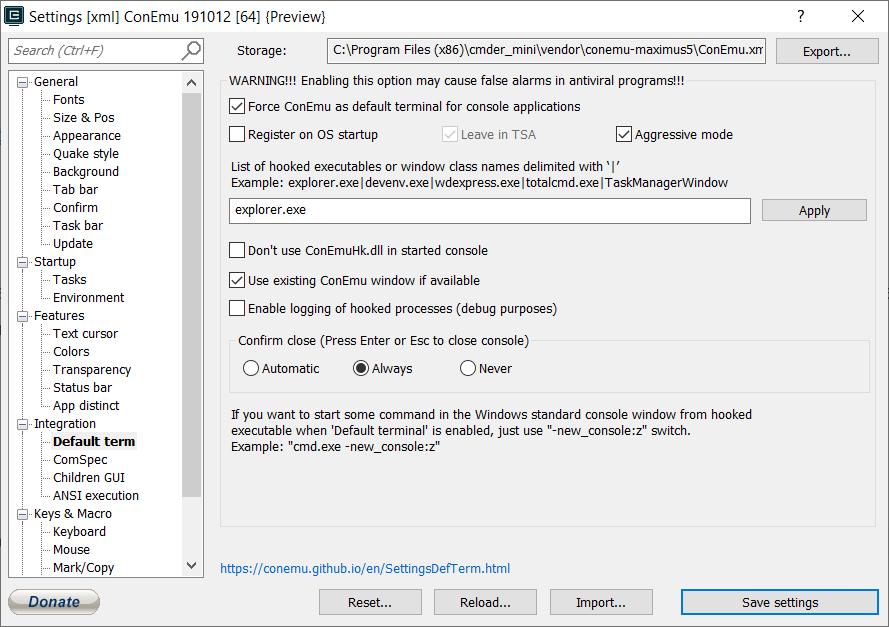 Settings [xml] ConEmu 191012 [64] {Preview}
Search (Ctrl+F)
Storage:
C:\Program Files (x86)\cmder_mini\vendor\conemu-maximus5\ConEmu.xm
Export...
General
Fonts
Size & Pos
Appearance
Quake style
Background
Tab bar
Confirm
Task bar
Update
Startup
Tasks
Environment
Features
Text cursor
Colors
Transparency
Status bar
App distinct
Integration
Default term
ComSpec
Children GUI
ANSI execution
Keys & Macro
Keyboard
Mouse
Mark/Copy
WARNING!!! Enabling this option may cause false alarms in antiviral programs!!!
Force ConEmu as default terminal for console applications
Register on OS startup
Leave in TSA
Aggressive mode
List of hooked executables or window class names delimited with ‘|’
Example: explorer.exe|devenv.exe|wdexpress.exe|totalcmd.exe|TaskManagerWindow
explorer.exe
Apply
Don't use ConEmuHk.dll in started console
Use existing ConEmu window if available
Enable logging of hooked processes (debug purposes)
Confirm close (Press Enter or Esc to close console)
Automatic
Always
Never
If you want to start some command in the Windows standard console window from hooked
executable when 'Default terminal' is enabled, just use "-new_console:z" switch.
Example: "cmd.exe -new_console:z"
https://conemu.github.io/en/SettingsDefTerm.html
Donate
Reset...
Reload...
Import...
Save settings